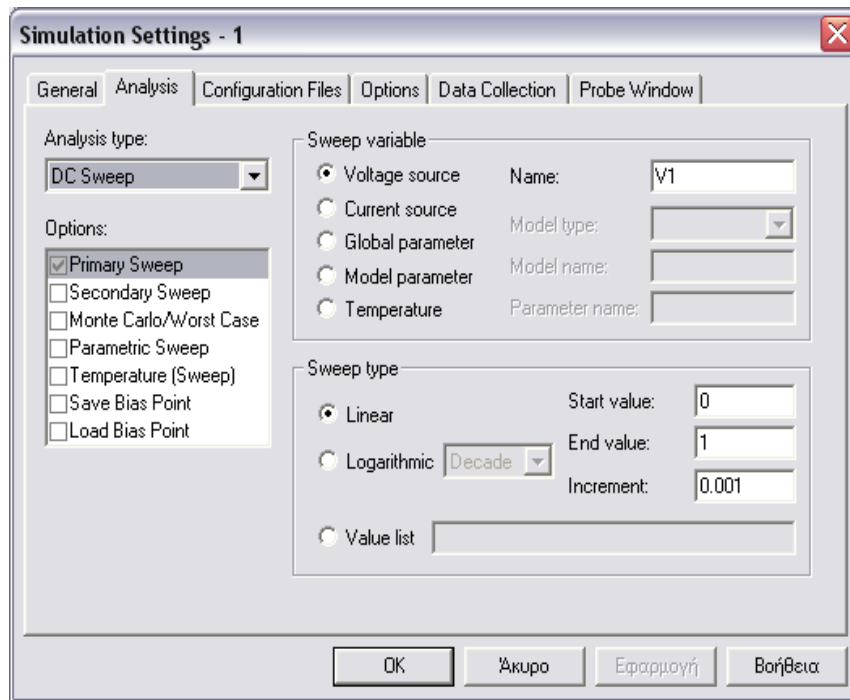 Simulation Settings - 1
General Analysis Configuration Files Options Data Collection Probe Window
Analysis type:
DC Sweep
Options:
Primary Sweep
Secondary Sweep
Monte Carlo/Worst Case
Parametric Sweep
Temperature (Sweep)
Save Bias Point
Load Bias Point
Sweep variable
Voltage source
Current source
Global parameter
Model parameter
Temperature
Name: V1
Model type:
Model name:
Parameter name:
Sweep type
Linear
Logarithmic Decade
Value list
Start value: 0
End value: 1
Increment: 0.001
OK Άκυρο Εφαρμογή Βοήθεια